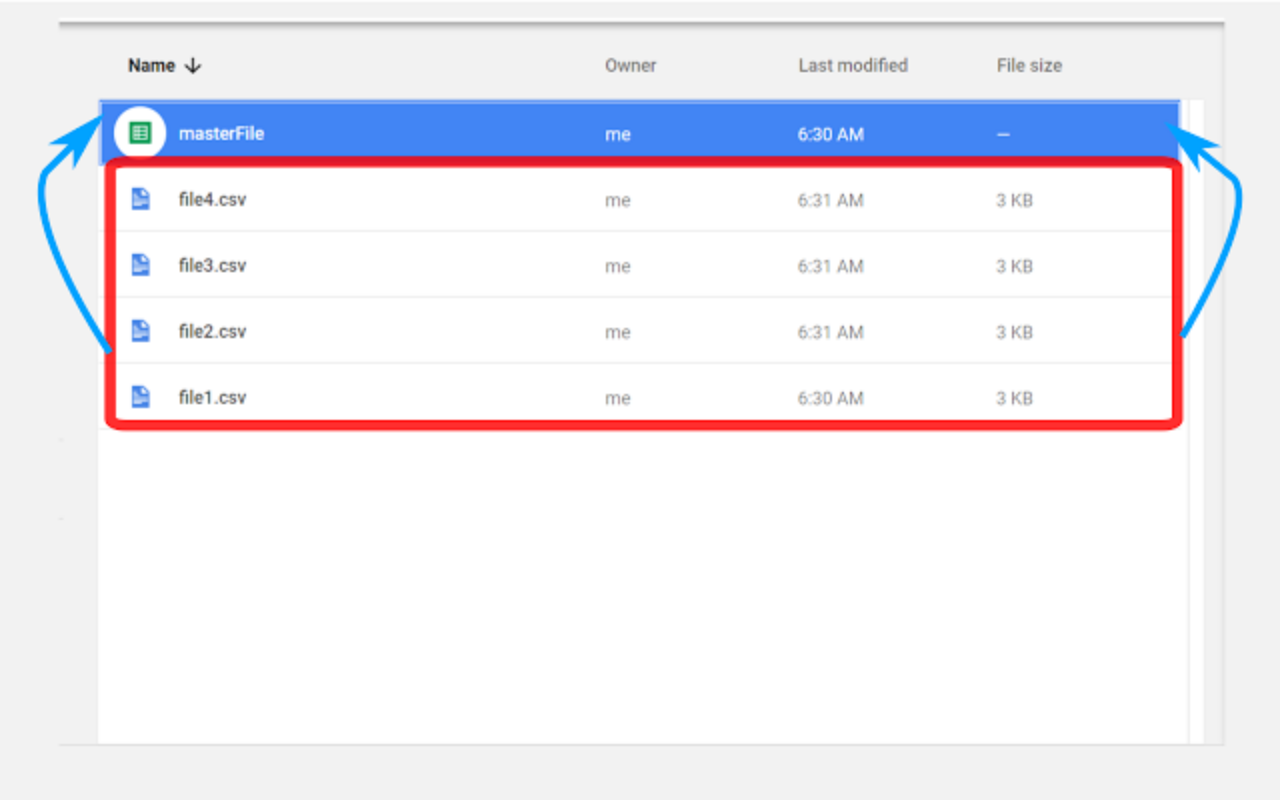 Name Owner Last modified File size
masterFile me 6:30 AM —
file4.csv me 6:31 AM 3 KB
file3.csv me 6:31 AM 3 KB
file2.csv me 6:31 AM 3 KB
file1.csv me 6:30 AM 3 KB